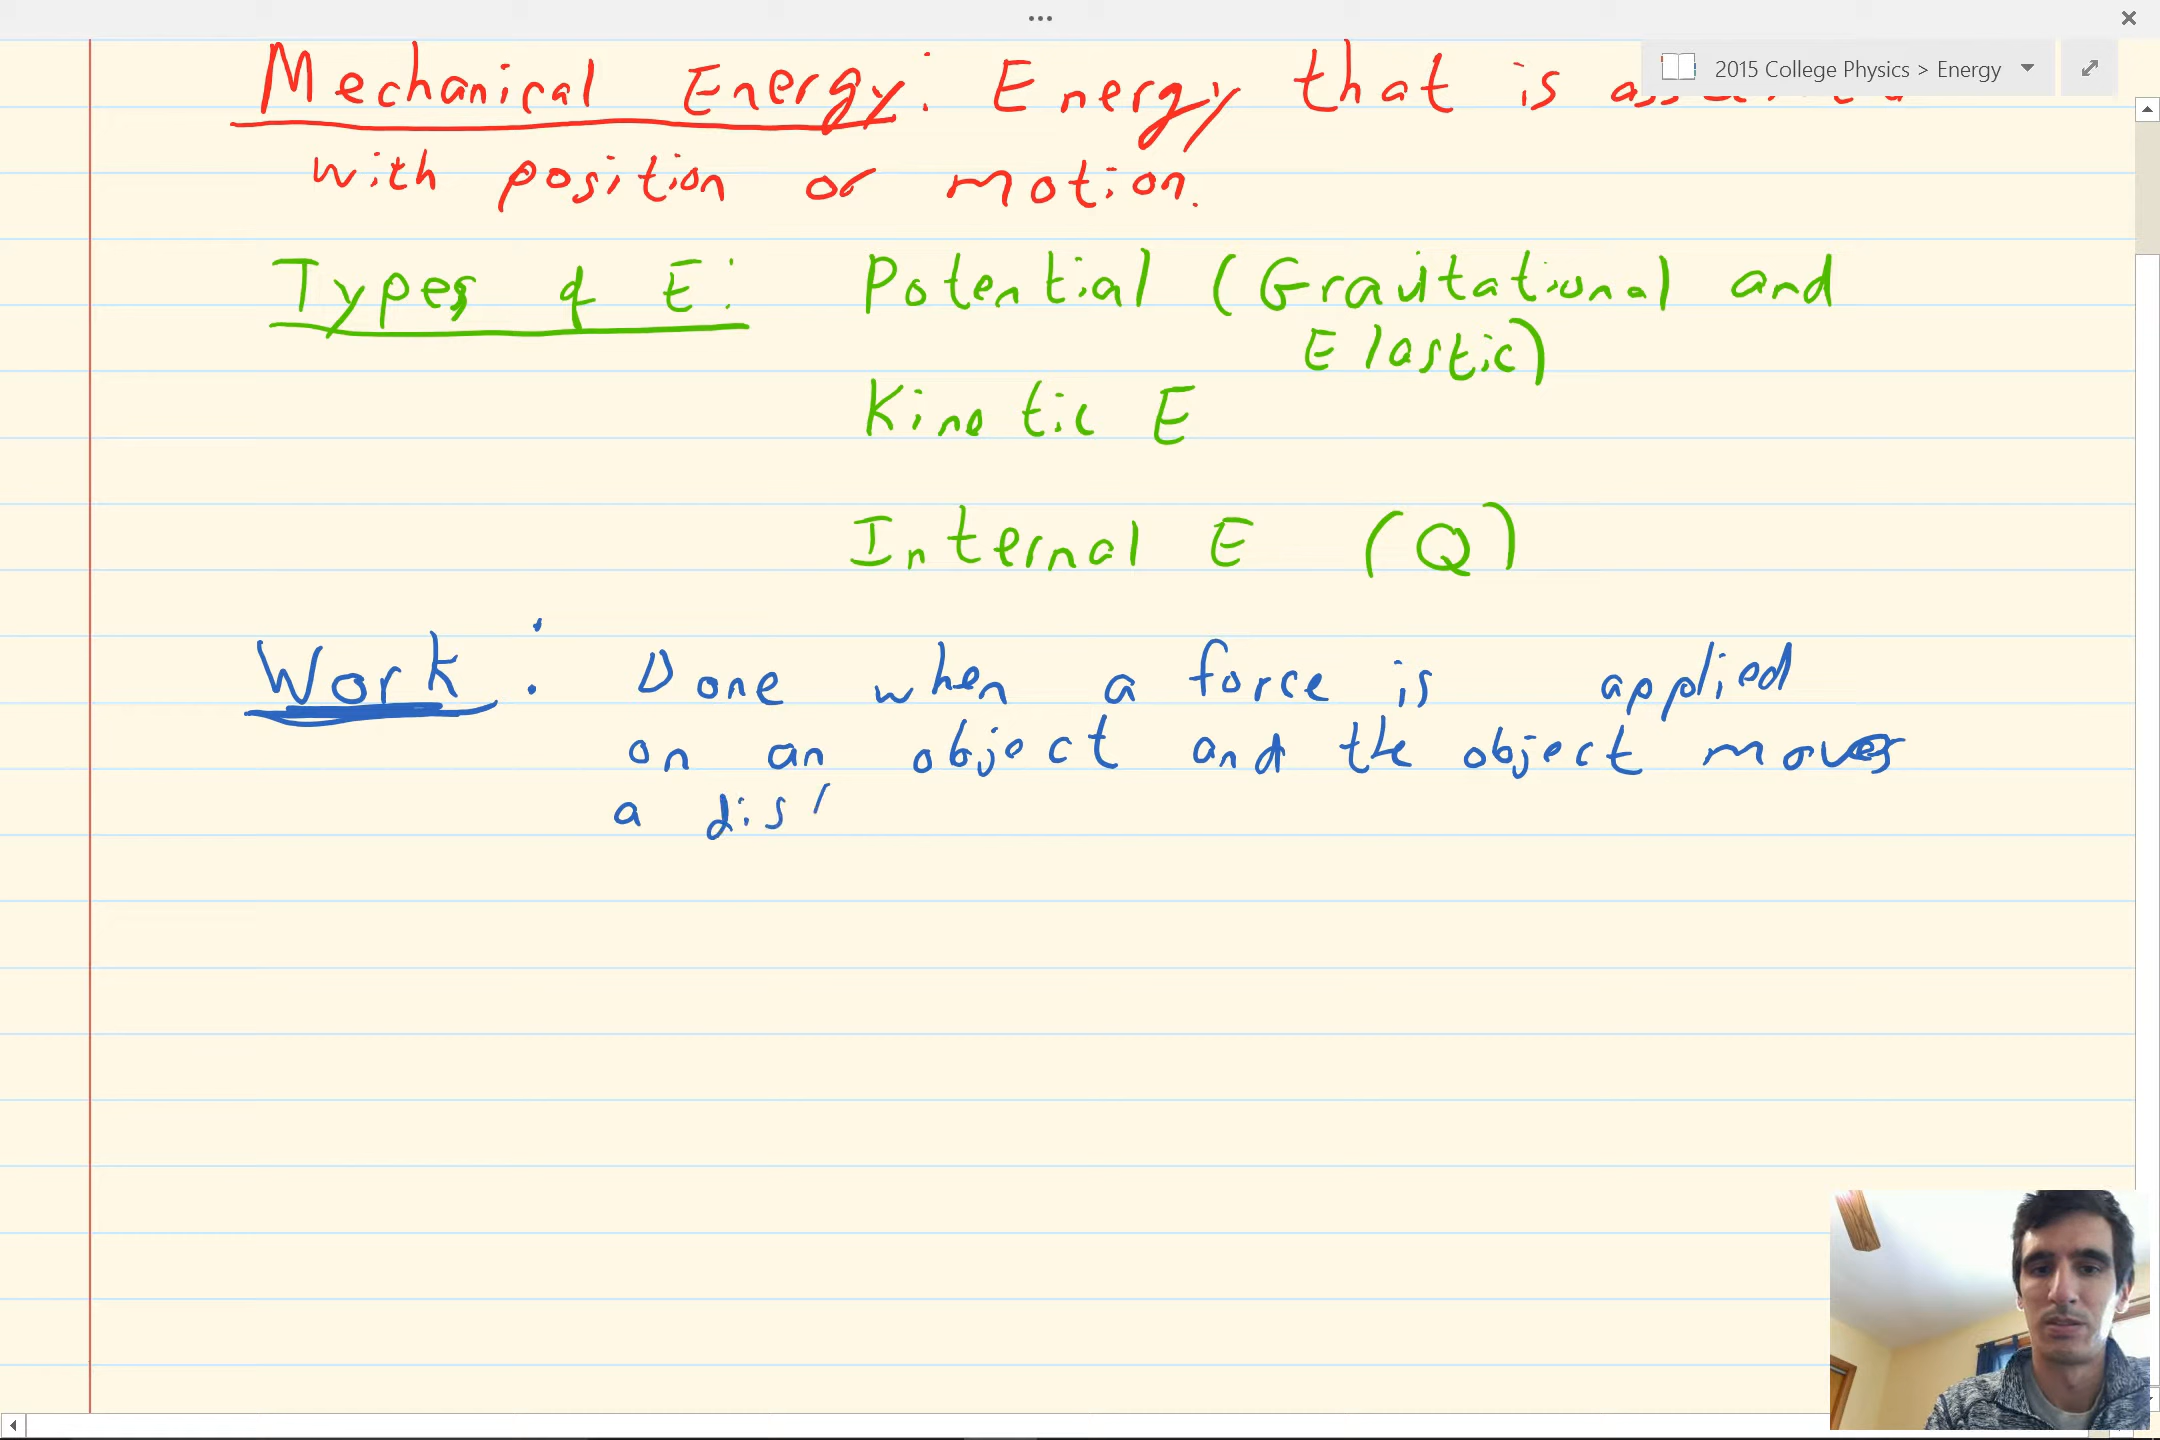 2015 College Physics > Energy
Mechanical Energy: Energy that is
with position or motion.
Types of E: Potential (Gravitational and
Elastic)
Kinetic E
Internal E (Q)
Work: Done when a force is applied
on an object and the object moves
a dis